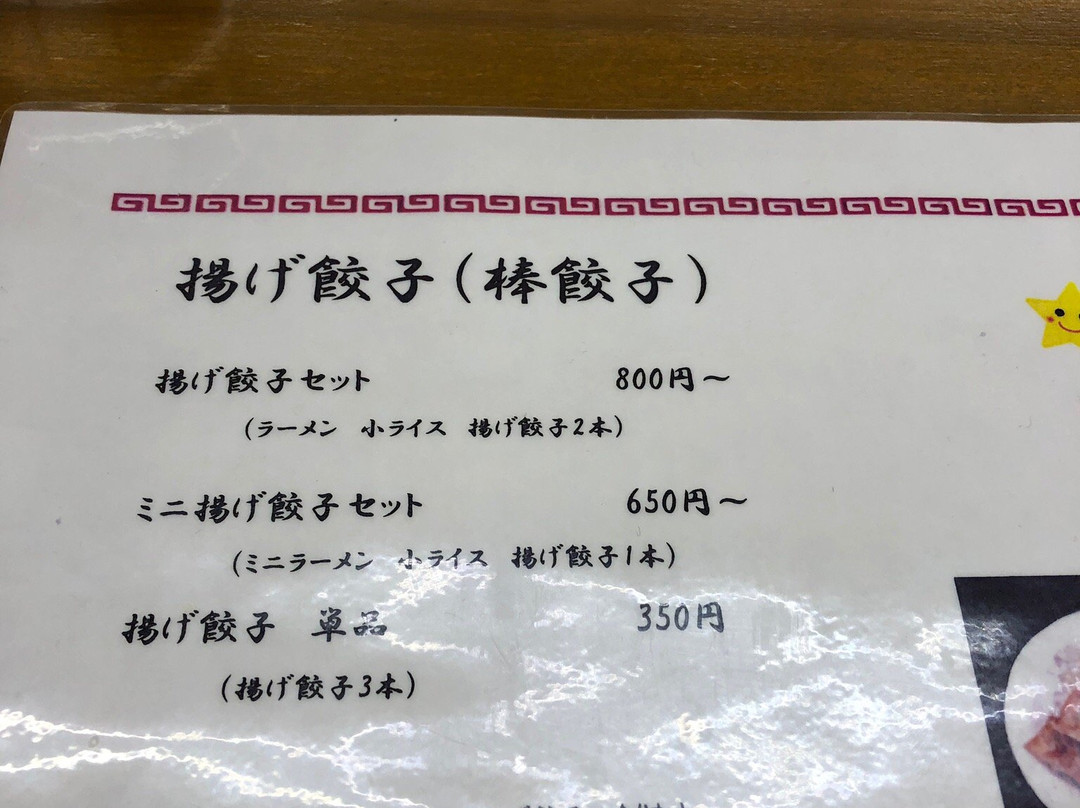 揚げ餃子(棒餃子)
揚げ餃子セット 800円～
(ラーメン 小ライス 揚げ餃子2本)
ミニ揚げ餃子セット 650円～
(ミニラーメン 小ライス 揚げ餃子1本)
揚げ餃子 単品 350円
(揚げ餃子3本)